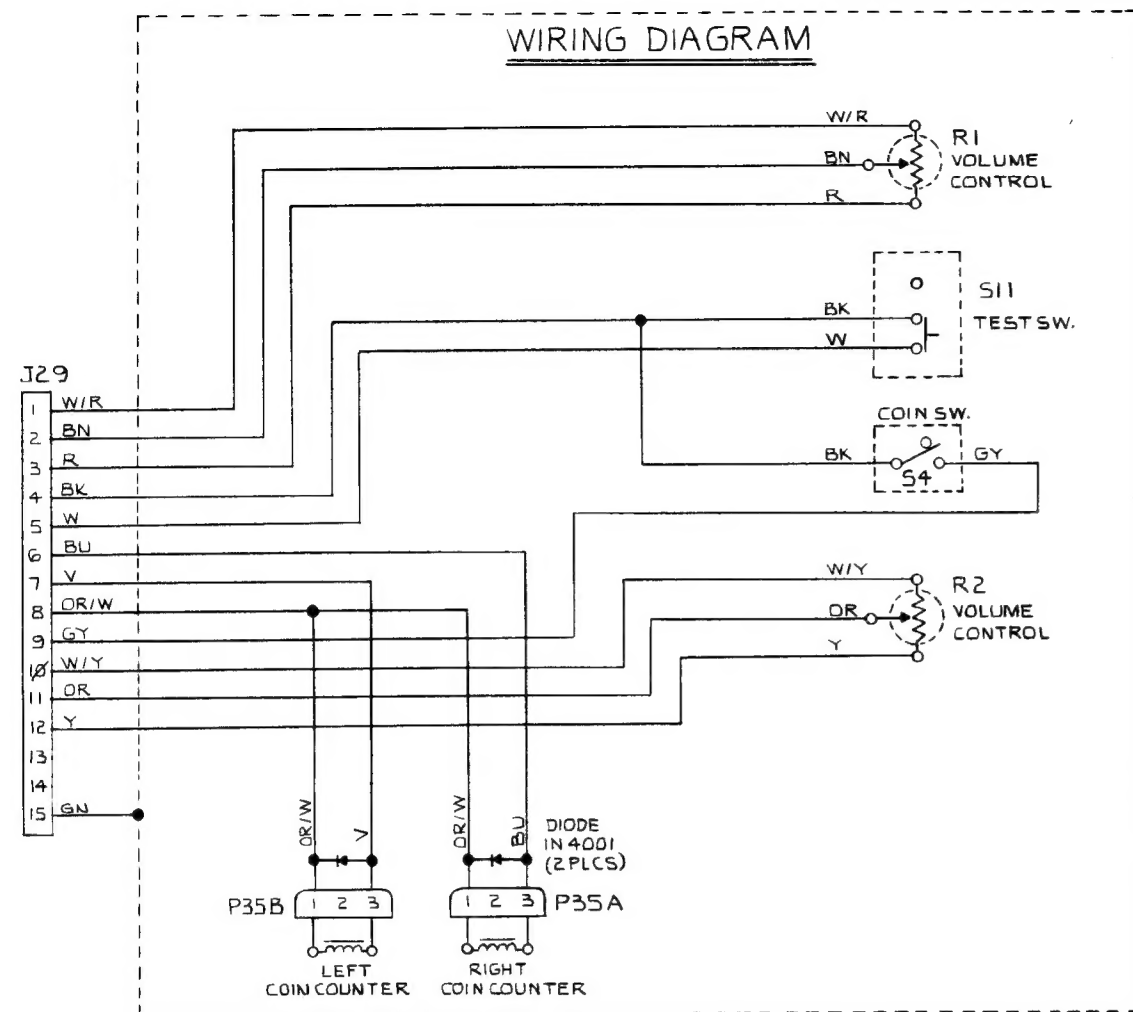 WIRING DIAGRAM
W/R
R1
VOLUME
CONTROL
BN
R
S11
TEST SW.
BK
W
J29
COIN SW.
BK
GY
S4
1 W/R
2 BN
3 R
4 BK
5 W
6 BU
7 V
8 OR/W
9 GY
10 W/Y
11 OR
12 Y
13
14
15 GN
W/Y
R2
VOLUME
CONTROL
OR
Y
OR/W
V
OR/W
BU
DIODE
IN4001
(2PLCS)
P35B
1 2 3
1 2 3
P35A
LEFT
COIN COUNTER
RIGHT
COIN COUNTER